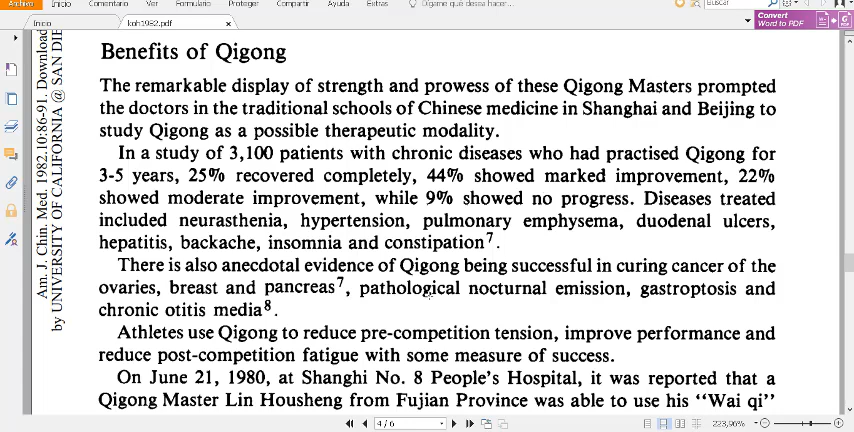 Archivo Inicio Comentario Ver Formulario Proteger Compartir Ayuda Extras Dígame qué desea hacer... Buscar
Inicio koh1982.pdf
Convert
Word to PDF
Am. J. Chin. Med. 1982.10:86-91. Download
by UNIVERSITY OF CALIFORNIA @ SAN DIE
Benefits of Qigong
The remarkable display of strength and prowess of these Qigong Masters prompted
the doctors in the traditional schools of Chinese medicine in Shanghai and Beijing to
study Qigong as a possible therapeutic modality.
In a study of 3,100 patients with chronic diseases who had practised Qigong for
3-5 years, 25% recovered completely, 44% showed marked improvement, 22%
showed moderate improvement, while 9% showed no progress. Diseases treated
included neurasthenia, hypertension, pulmonary emphysema, duodenal ulcers,
hepatitis, backache, insomnia and constipation7.
There is also anecdotal evidence of Qigong being successful in curing cancer of the
ovaries, breast and pancreas7, pathological nocturnal emission, gastroptosis and
chronic otitis media8.
Athletes use Qigong to reduce pre-competition tension, improve performance and
reduce post-competition fatigue with some measure of success.
On June 21, 1980, at Shanghi No. 8 People's Hospital, it was reported that a
Qigong Master Lin Housheng from Fujian Province was able to use his "Wai qi"
4 / 6 223,96%